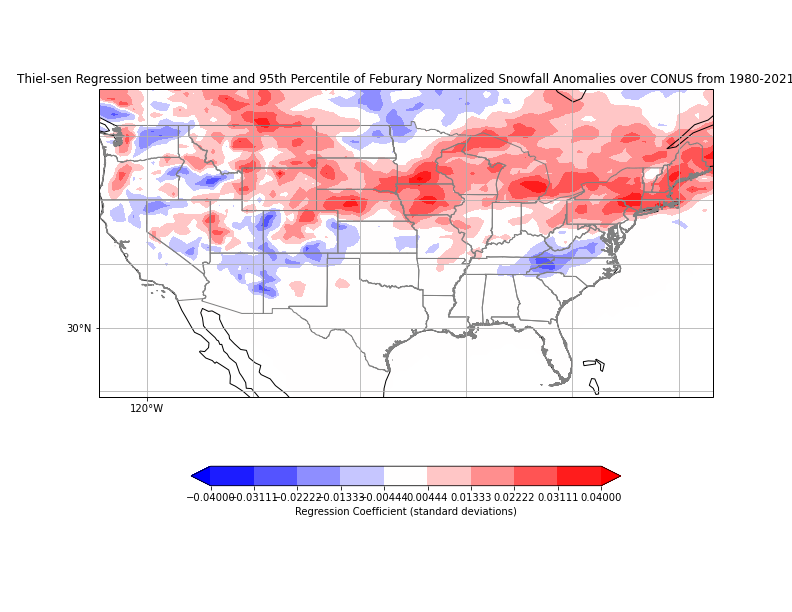 Thiel-sen Regression between time and 95th Percentile of Feburary Normalized Snowfall Anomalies over CONUS from 1980-2021
30°N
120°W
−0.04000 −0.03111 −0.02222 −0.01333 −0.00444 0.00444 0.01333 0.02222 0.03111 0.04000
Regression Coefficient (standard deviations)